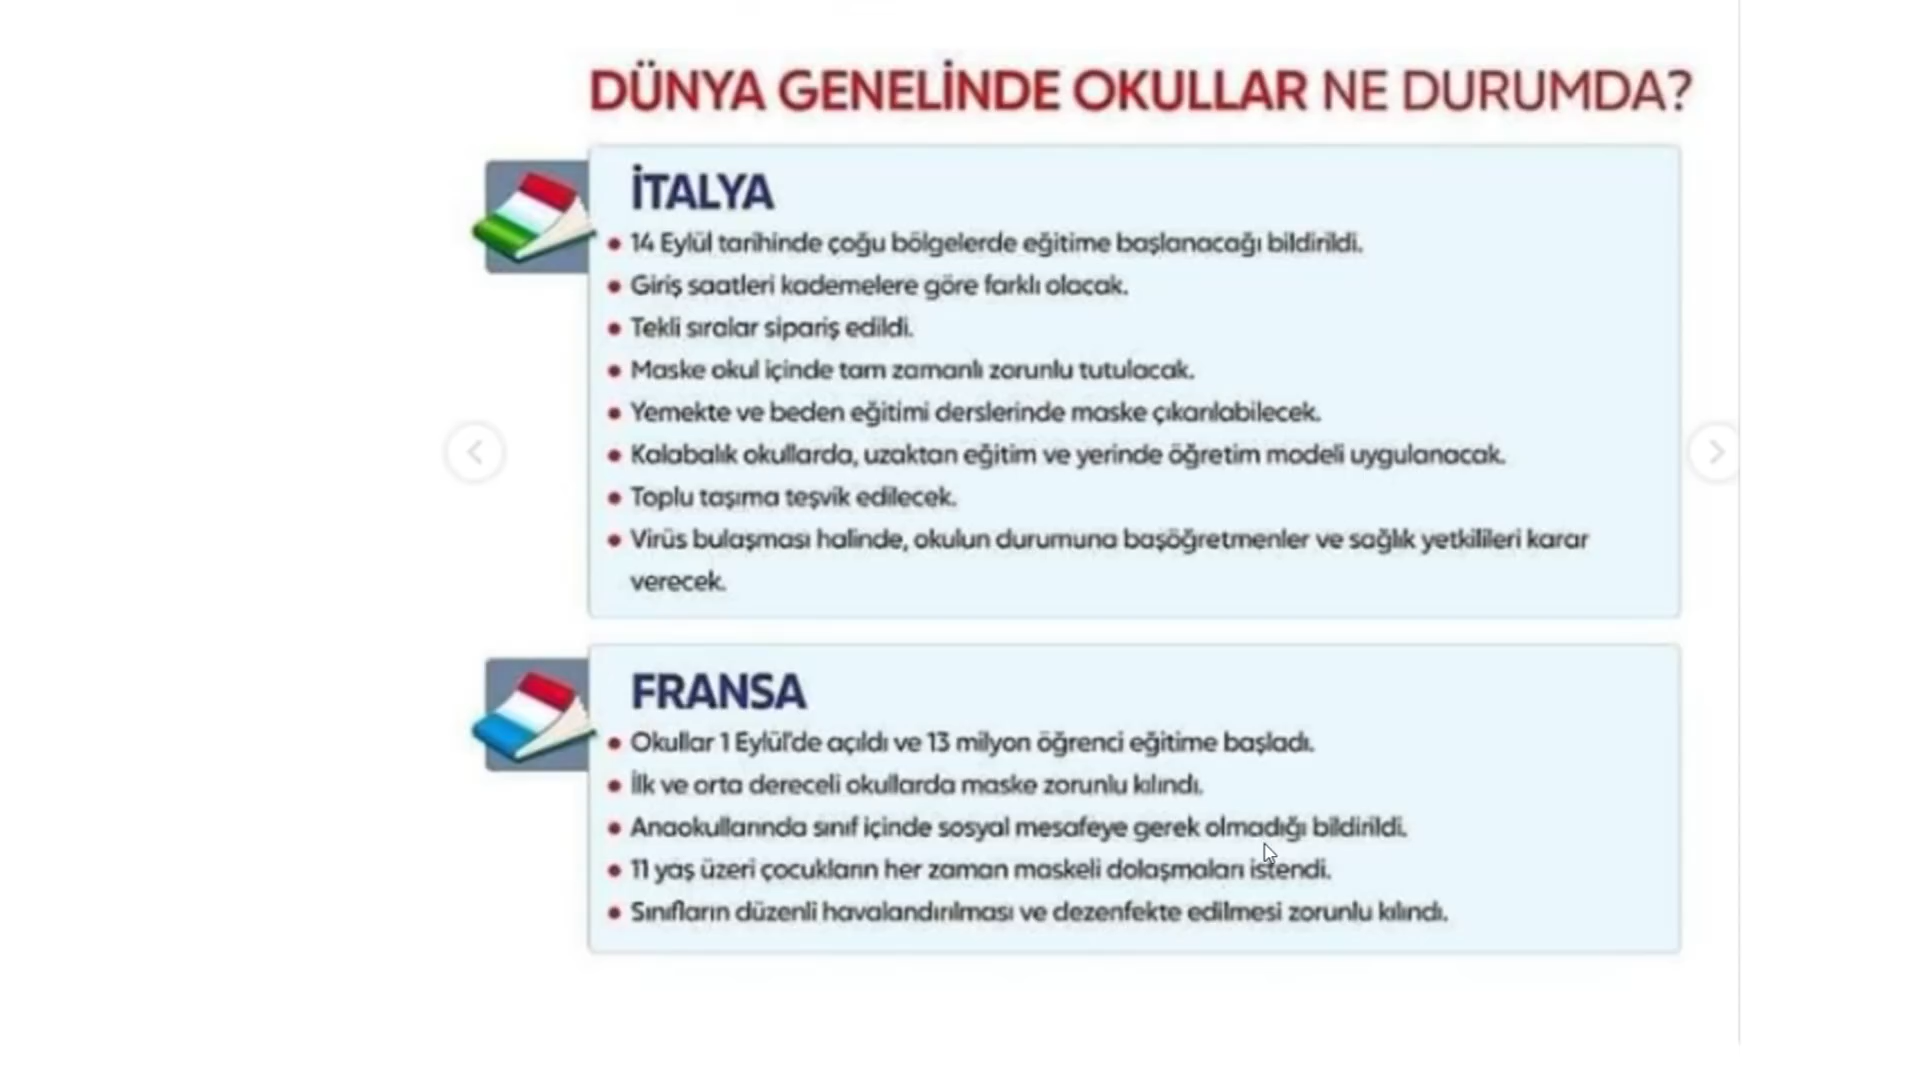 DÜNYA GENELİNDE OKULLAR NE DURUMDA?
İTALYA
• 14 Eylül tarihinde çoğu bölgelerde eğitime başlanacağı bildirildi.
• Giriş saatleri kademelere göre farklı olacak.
• Tekli sıralar sipariş edildi.
• Maske okul içinde tam zamanlı zorunlu tutulacak.
• Yemekte ve beden eğitimi derslerinde maske çıkarılabilecek.
• Kalabalık okullarda, uzaktan eğitim ve yerinde öğretim modeli uygulanacak.
• Toplu taşıma teşvik edilecek.
• Virüs bulaşması halinde, okulun durumuna başöğretmenler ve sağlık yetkilileri karar
verecek.
FRANSA
• Okullar 1 Eylül'de açıldı ve 13 milyon öğrenci eğitime başladı.
• İlk ve orta dereceli okullarda maske zorunlu kılındı.
• Anaokullarında sınıf içinde sosyal mesafeye gerek olmadığı bildirildi.
• 11 yaş üzeri çocukların her zaman maskeli dolaşmaları istendi.
• Sınıfların düzenli havalandırılması ve dezenfekte edilmesi zorunlu kılındı.